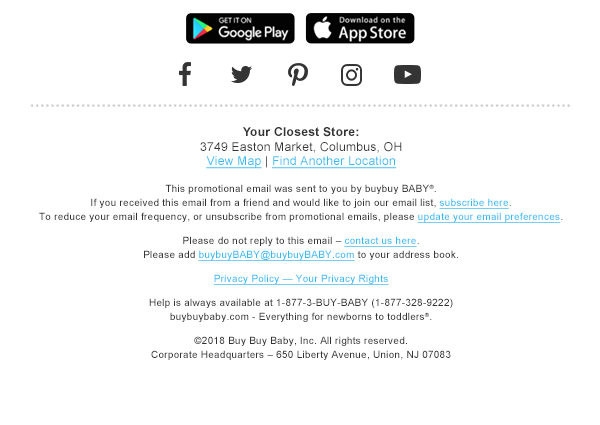 GET IT ON Download on the
Google Play App Store
Your Closest Store:
3749 Easton Market, Columbus, OH
View Map | Find Another Location
This promotional email was sent to you by buybuy BABY®.
If you received this email from a friend and would like to join our email list, subscribe here.
To reduce your email frequency, or unsubscribe from promotional emails, please update your email preferences.
Please do not reply to this email – contact us here.
Please add buybuyBABY@buybuyBABY.com to your address book.
Privacy Policy — Your Privacy Rights
Help is always available at 1-877-3-BUY-BABY (1-877-328-9222)
buybuybaby.com - Everything for newborns to toddlers®.
©2018 Buy Buy Baby, Inc. All rights reserved.
Corporate Headquarters – 650 Liberty Avenue, Union, NJ 07083